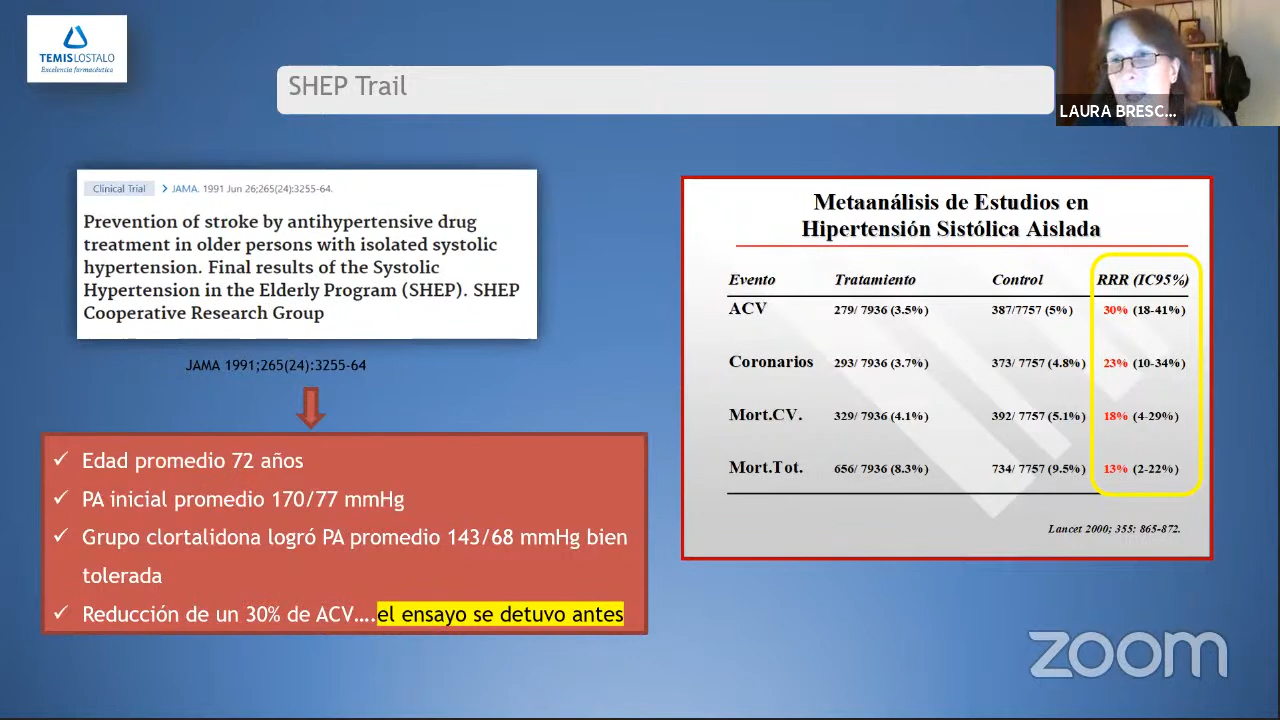 TEMISLOSTALO
Excelencia farmacéutica
SHEP Trail
LAURA BRESC...
Clinical Trial > JAMA. 1991 Jun 26;265(24):3255-64.
Prevention of stroke by antihypertensive drug
treatment in older persons with isolated systolic
hypertension. Final results of the Systolic
Hypertension in the Elderly Program (SHEP). SHEP
Cooperative Research Group
JAMA 1991;265(24):3255-64
✓ Edad promedio 72 años
✓ PA inicial promedio 170/77 mmHg
✓ Grupo clortalidona logró PA promedio 143/68 mmHg bien
tolerada
✓ Reducción de un 30% de ACV....el ensayo se detuvo antes
Metaanálisis de Estudios en
Hipertensión Sistólica Aislada
Evento Tratamiento Control RRR (IC95%)
ACV 279/ 7936 (3.5%) 387/7757 (5%) 30% (18-41%)
Coronarios 293/ 7936 (3.7%) 373/ 7757 (4.8%) 23% (10-34%)
Mort.CV. 329/ 7936 (4.1%) 392/ 7757 (5.1%) 18% (4-29%)
Mort.Tot. 656/ 7936 (8.3%) 734/ 7757 (9.5%) 13% (2-22%)
Lancet 2000; 355: 865-872.
zoom